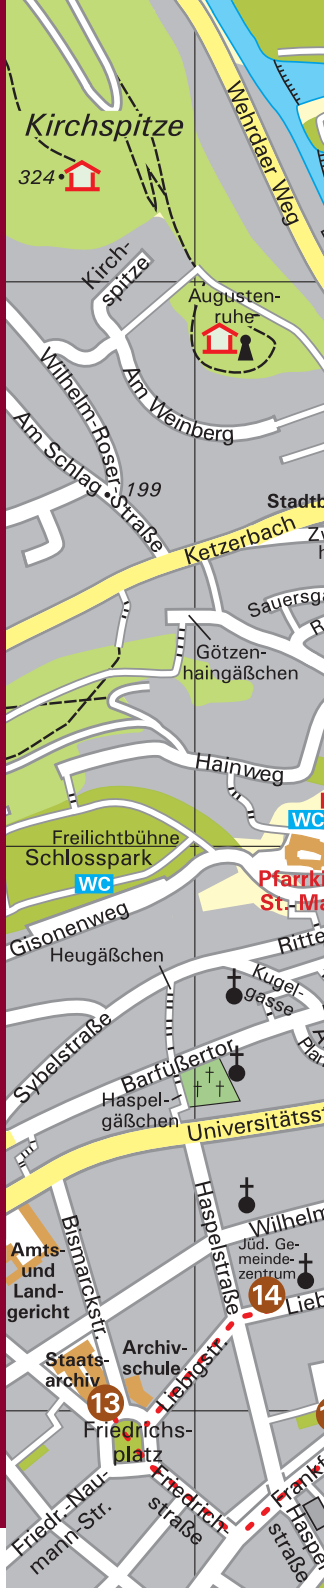 Wehrdaer Weg
Kirchspitze
324
Kirch-
spitze
Augusten-
ruhe
Wilhelm-Roser-Straße
Am Weinberg
Am Schlag
199
Stadtb
Ketzerbach
Zu
h
Sauersga
R
Götzen-
haingäßchen
Hainweg
WC
Freilichtbühne
Schlosspark
WC
Pfarrki
St.-Ma
Gisonenweg
Ritte
Heugäßchen
Kugel-
gasse
Sybelstraße
Barfüßertor
Plan
Haspel-
gäßchen
Universitätsst
Haspelstraße
Wilhelm
Bismarckstr.
Amts-
und
Land-
gericht
Jüd. Ge-
meinde-
zentrum
14
Lieb
Staats-
archiv
Archiv-
schule
Liebigstr.
13
Friedrichs-
platz
Friedrich
straße
Frankf
Friedr.-Nau-
mann-Str.
Haspel
straße